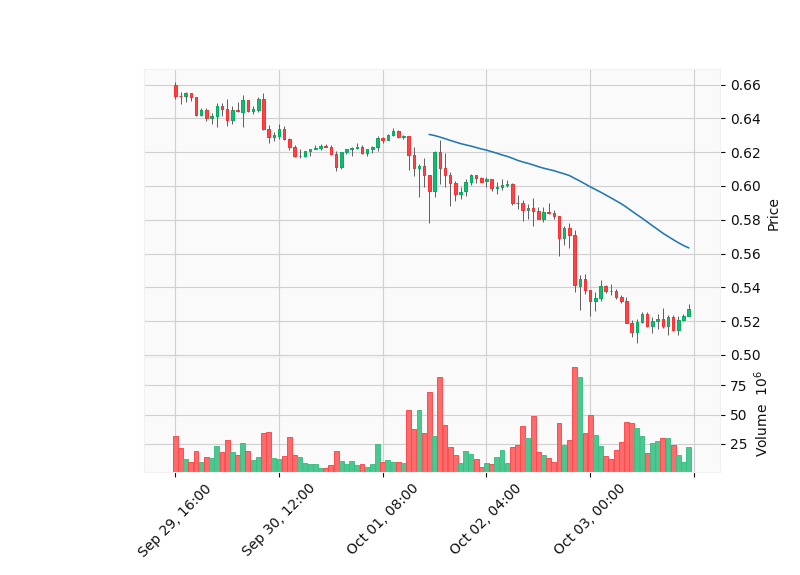 0.66
0.64
0.62
0.60
0.58
0.56
0.54
0.52
0.50
Price
75
50
25
Volume 10^6
Sep 29, 16:00
Sep 30, 12:00
Oct 01, 08:00
Oct 02, 04:00
Oct 03, 00:00